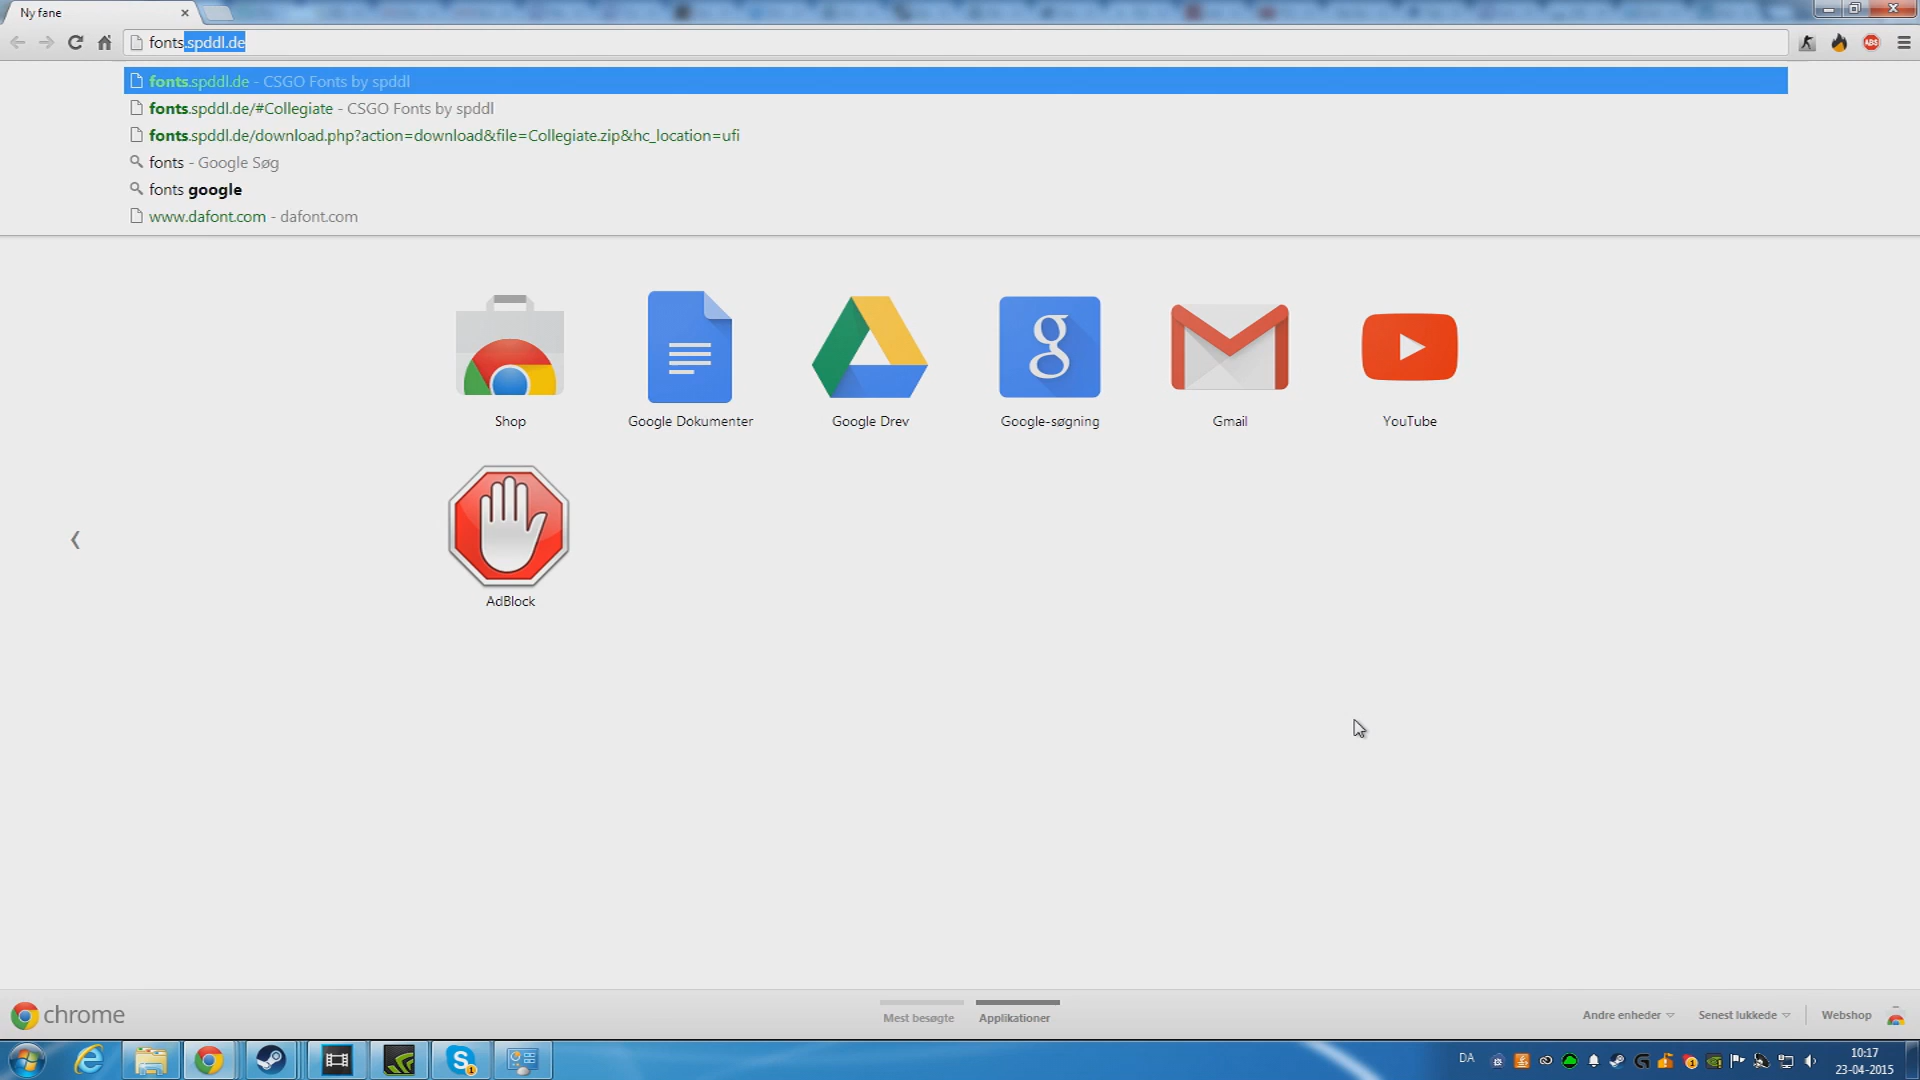 Ny fane
fonts.spddl.de
fonts.spddl.de - CSGO Fonts by spddl
fonts.spddl.de/#Collegiate - CSGO Fonts by spddl
fonts.spddl.de/download.php?action=download&file=Collegiate.zip&hc_location=ufi
fonts - Google Søg
fonts google
www.dafont.com - dafont.com
Shop
Google Dokumenter
Google Drev
Google-søgning
Gmail
YouTube
AdBlock
chrome
Mest besøgte
Applikationer
Andre enheder
Senest lukkede
Webshop
DA
10:17
23-04-2015